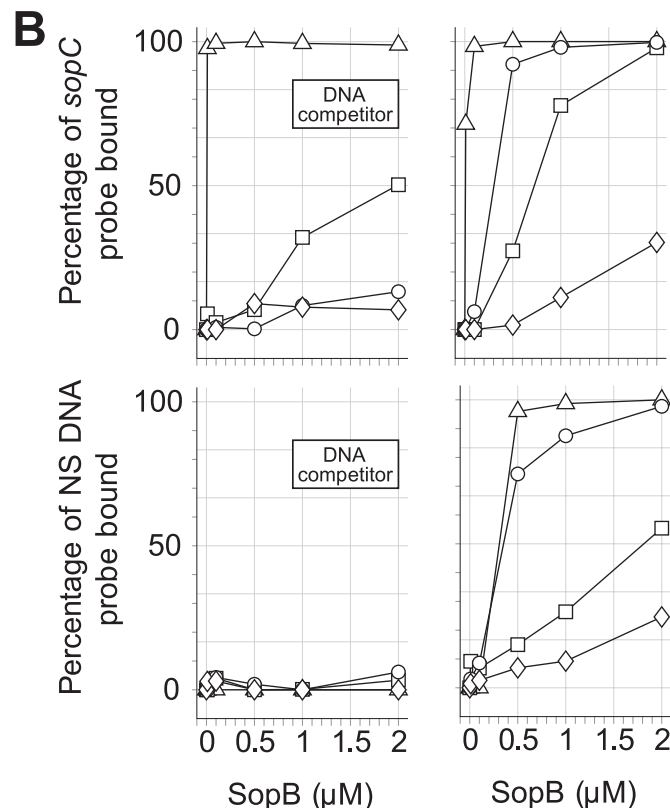 B
Percentage of sopC
probe bound
100
50
0
DNA
competitor
Percentage of NS DNA
probe bound
100
50
0
DNA
competitor
0 0.5 1 1.5 2
0 0.5 1 1.5 2
SopB (µM)
SopB (µM)